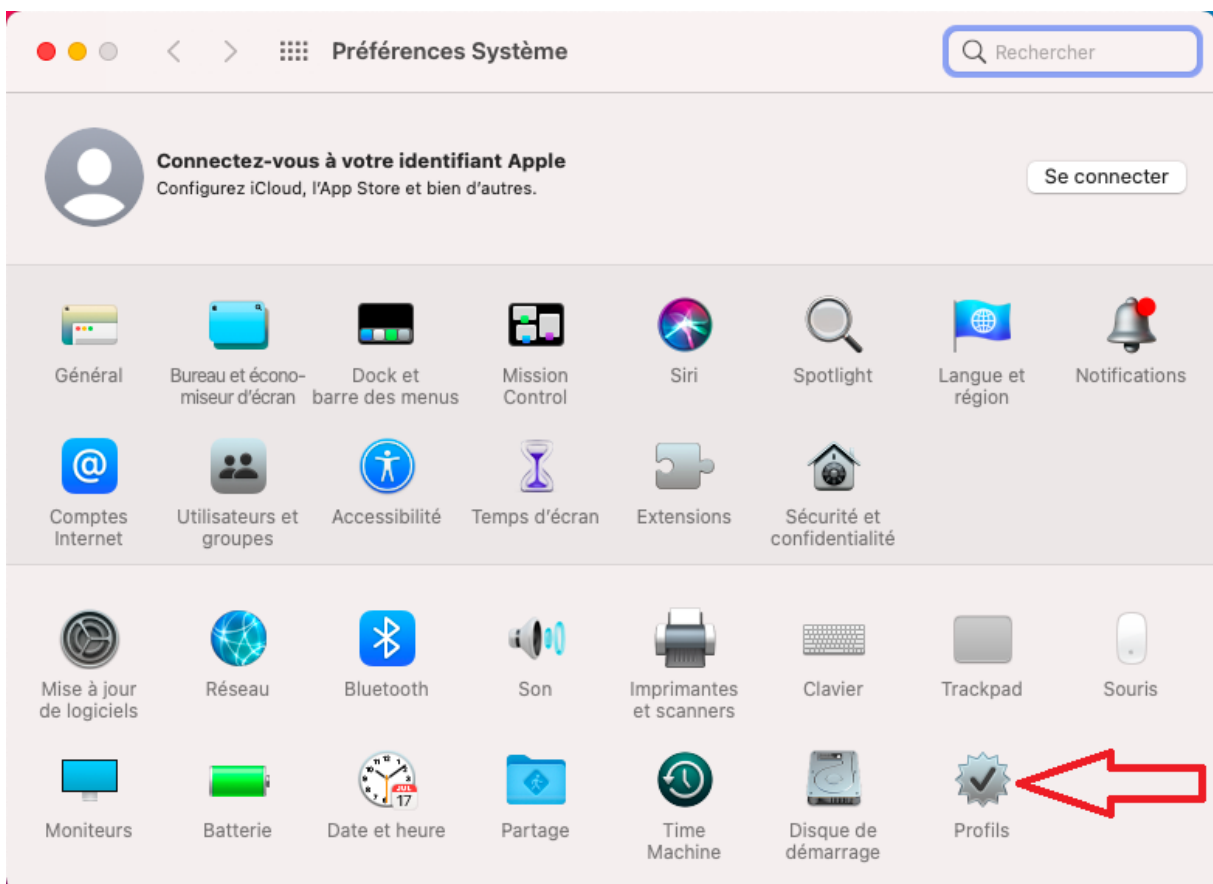 Préférences Système
Rechercher
Connectez-vous à votre identifiant Apple
Configurez iCloud, l'App Store et bien d'autres.
Se connecter
Général
Bureau et écono-
miseur d'écran
Dock et
barre des menus
Mission
Control
Siri
Spotlight
Langue et
région
Notifications
Comptes
Internet
Utilisateurs et
groupes
Accessibilité
Temps d'écran
Extensions
Sécurité et
confidentialité
Mise à jour
de logiciels
Réseau
Bluetooth
Son
Imprimantes
et scanners
Clavier
Trackpad
Souris
Moniteurs
Batterie
JUL
17
Date et heure
Partage
Time
Machine
Disque de
démarrage
Profils